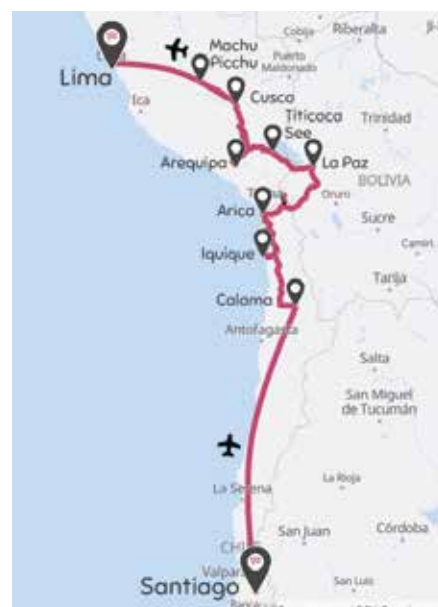 Cobija
Riberalta
Machu
Picchu
Puerto
Maldonado
Lima
Cusco
Ica
Titicaca
See
Trinidad
Arequipa
La Paz
BOLIVIA
Oruro
Arica
Sucre
Iquique
Camiri
Tarija
Calama
Antofagasta
Salta
San Miguel
de Tucumán
La Serena
La Rioja
San Juan
Córdoba
Santiago
San Luis